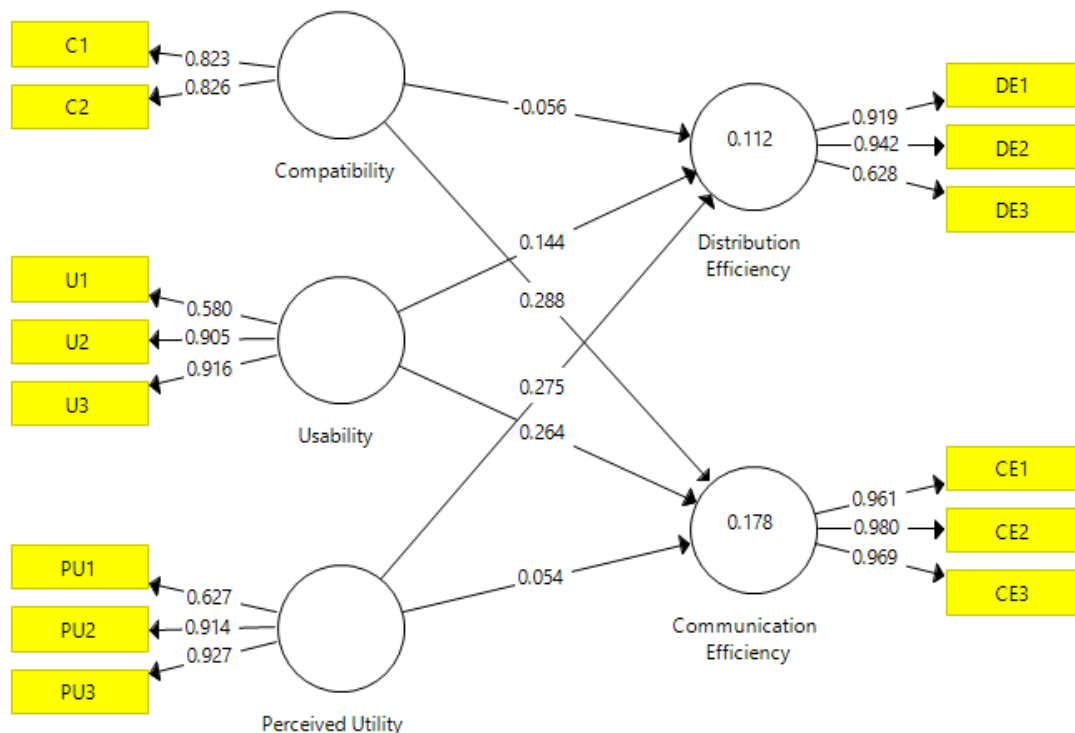 C1
0.823
C2
0.826
Compatibility
-0.056
0.288
U1
0.580
U2
0.905
U3
0.916
Usability
0.144
0.264
PU1
0.627
PU2
0.914
PU3
0.927
Perceived Utility
0.275
0.054
0.112
Distribution
Efficiency
0.919
DE1
0.942
DE2
0.628
DE3
0.178
Communication
Efficiency
0.961
CE1
0.980
CE2
0.969
CE3